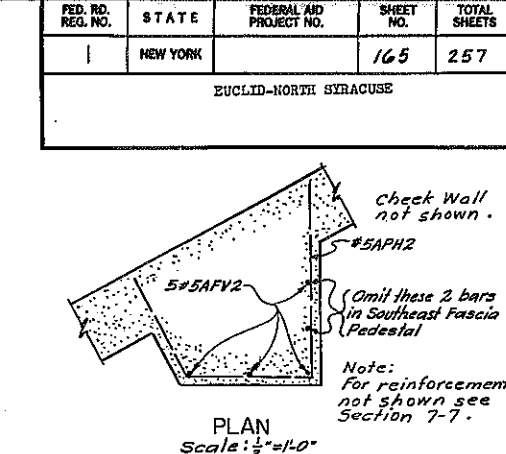 FED. RD. REG. NO.
STATE
FEDERAL AID PROJECT NO.
SHEET NO.
TOTAL SHEETS
1
NEW YORK
165
257
EUCLID-NORTH SYRACUSE
Cheek Wall
not shown.
#5APH2
5#5AFV2
Omit these 2 bars
in Southeast Fascia
Pedestal
Note:
For reinforcemen
not shown see
Section 7-7.
PLAN
Scale: ½"=1'-0"